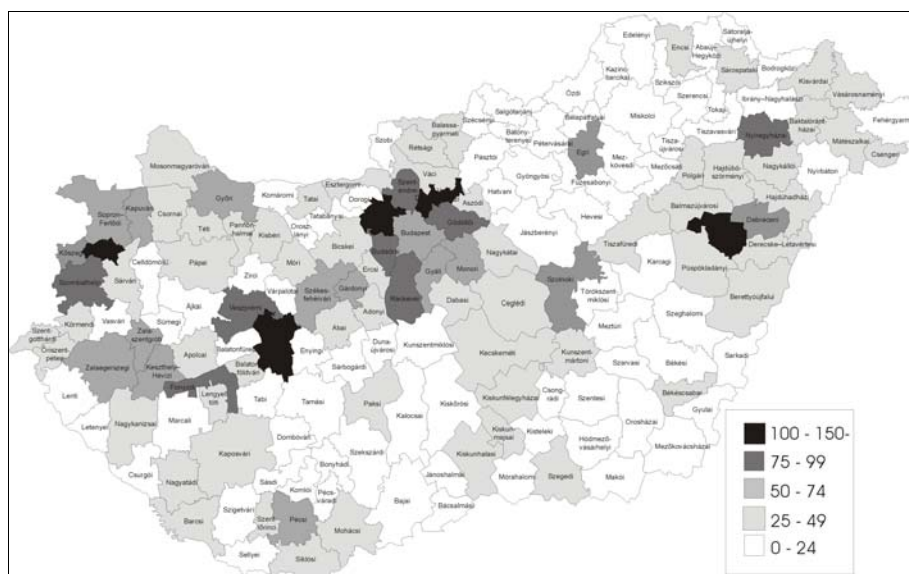 Edelényi
Sátoraljaújhelyi
Encsi
Abaúj–Hegyközi
Kazincbarcikai
Szikszói
Sárospataki
Bodrogközi
Kisvárdai
Vásárosnaményi
Ózdi
Szerencsi
Ibrány–Nagyhalászi
Salgótarjáni
Szécsényi
Bélapátfalvai
Miskolci
Tokaji
Baktalórántházai
Fehérgyarmati
Balassagyarmati
Bátonyterenyei
Pétervásárai
Tiszaújvárosi
Tiszavasvári
Nyíregyházai
Mátészalkai
Csengeri
Szobi
Rétsági
Pásztói
Egri
Mezőkövesdi
Mezőcsáti
Polgári
Hajdúböszörményi
Nagykállói
Nyírbátori
Mosonmagyaróvári
Esztergomi
Váci
Gyöngyösi
Füzesabonyi
Hajdúhadházi
Győri
Komáromi
Tatai
Dorogi
Szentendrei
Aszódi
Hatvani
Hevesi
Balmazújvárosi
Debreceni
Sopron–Fertődi
Kapuvári
Csornai
Téti
Pannonhalmai
Kisbéri
Oroszlányi
Tatabányai
Budapest
Gödöllői
Jászberényi
Tiszafüredi
Derecske–Létavértesi
Kőszegi
Bicskei
Budaörsi
Nagykátai
Karcagi
Püspökladányi
Celldömölki
Pápai
Móri
Ercsi
Gyáli
Monori
Szolnoki
Törökszentmiklósi
Berettyóújfalui
Szombathelyi
Sárvári
Zirci
Várpalotai
Székesfehérvári
Gárdonyi
Ráckevei
Dabasi
Ceglédi
Szeghalomi
Vasvári
Ajkai
Veszprémi
Adonyi
Mezőtúri
Szentgotthárdi
Körmendi
Sümegi
Abai
Dunaújvárosi
Kunszentmiklósi
Kecskeméti
Kunszentmártoni
Szarvasi
Békési
Sarkadi
Őriszentpéteri
Zalaszentgróti
Zalaegerszegi
Keszthely–Hévízi
Tapolcai
Balatonfüredi
Enyingi
Sárbogárdi
Balatonföldvári
Fonyódi
Lengyeltóti
Tabi
Tamási
Paksi
Kalocsai
Kiskőrösi
Kiskunfélegyházai
Csongrádi
Szentesi
Békéscsabai
Gyulai
Lenti
Letenyei
Nagykanizsai
Marcali
Orosházai
Kaposvári
Dombóvári
Szekszárdi
Kiskunmajsai
Kisteleki
Hódmezővásárhelyi
Mezőkovácsházai
Csurgói
Nagyatádi
Bonyhádi
Kiskunhalasi
Jánoshalmai
Mórahalomi
Szegedi
Makói
Sásdi
Komlói
Pécsváradi
Bajai
Bácsalmási
Barcsi
Szigetvári
Szentlőrinci
Pécsi
Mohácsi
Sellyei
Siklósi
100 - 150-
75 - 99
50 - 74
25 - 49
0 - 24